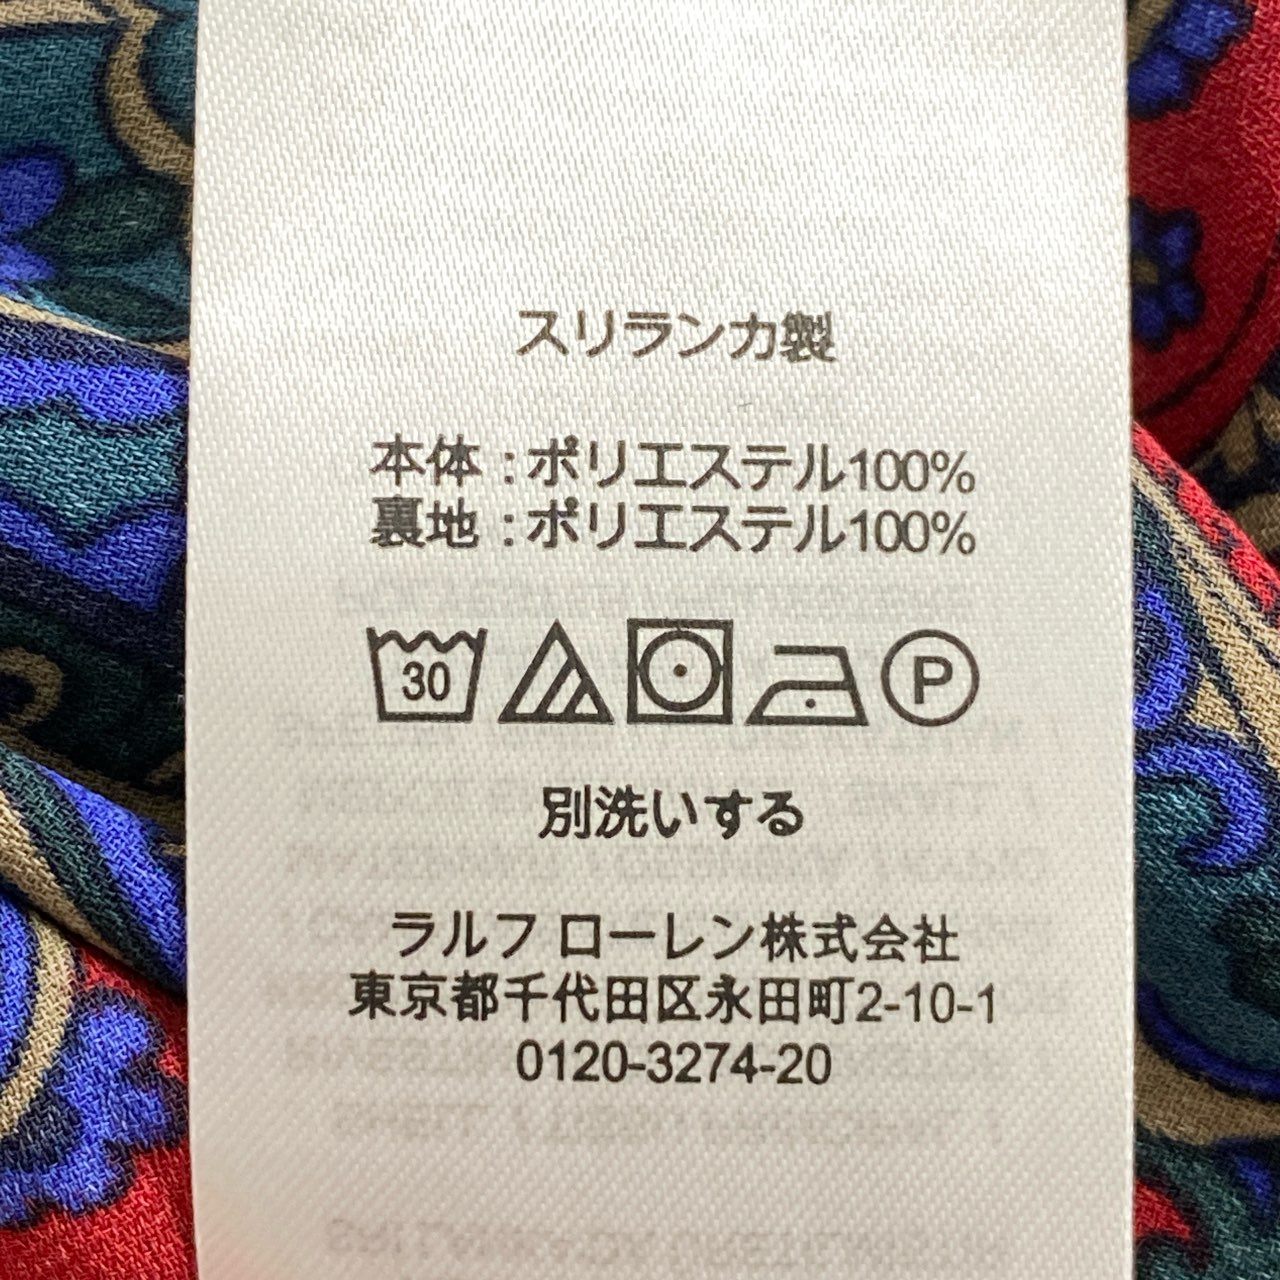 スリランカ製
本体 : ポリエステル100%
裏地 : ポリエステル100%
30 P
別洗いする
ラルフ ローレン株式会社
東京都千代田区永田町2-10-1
0120-3274-20